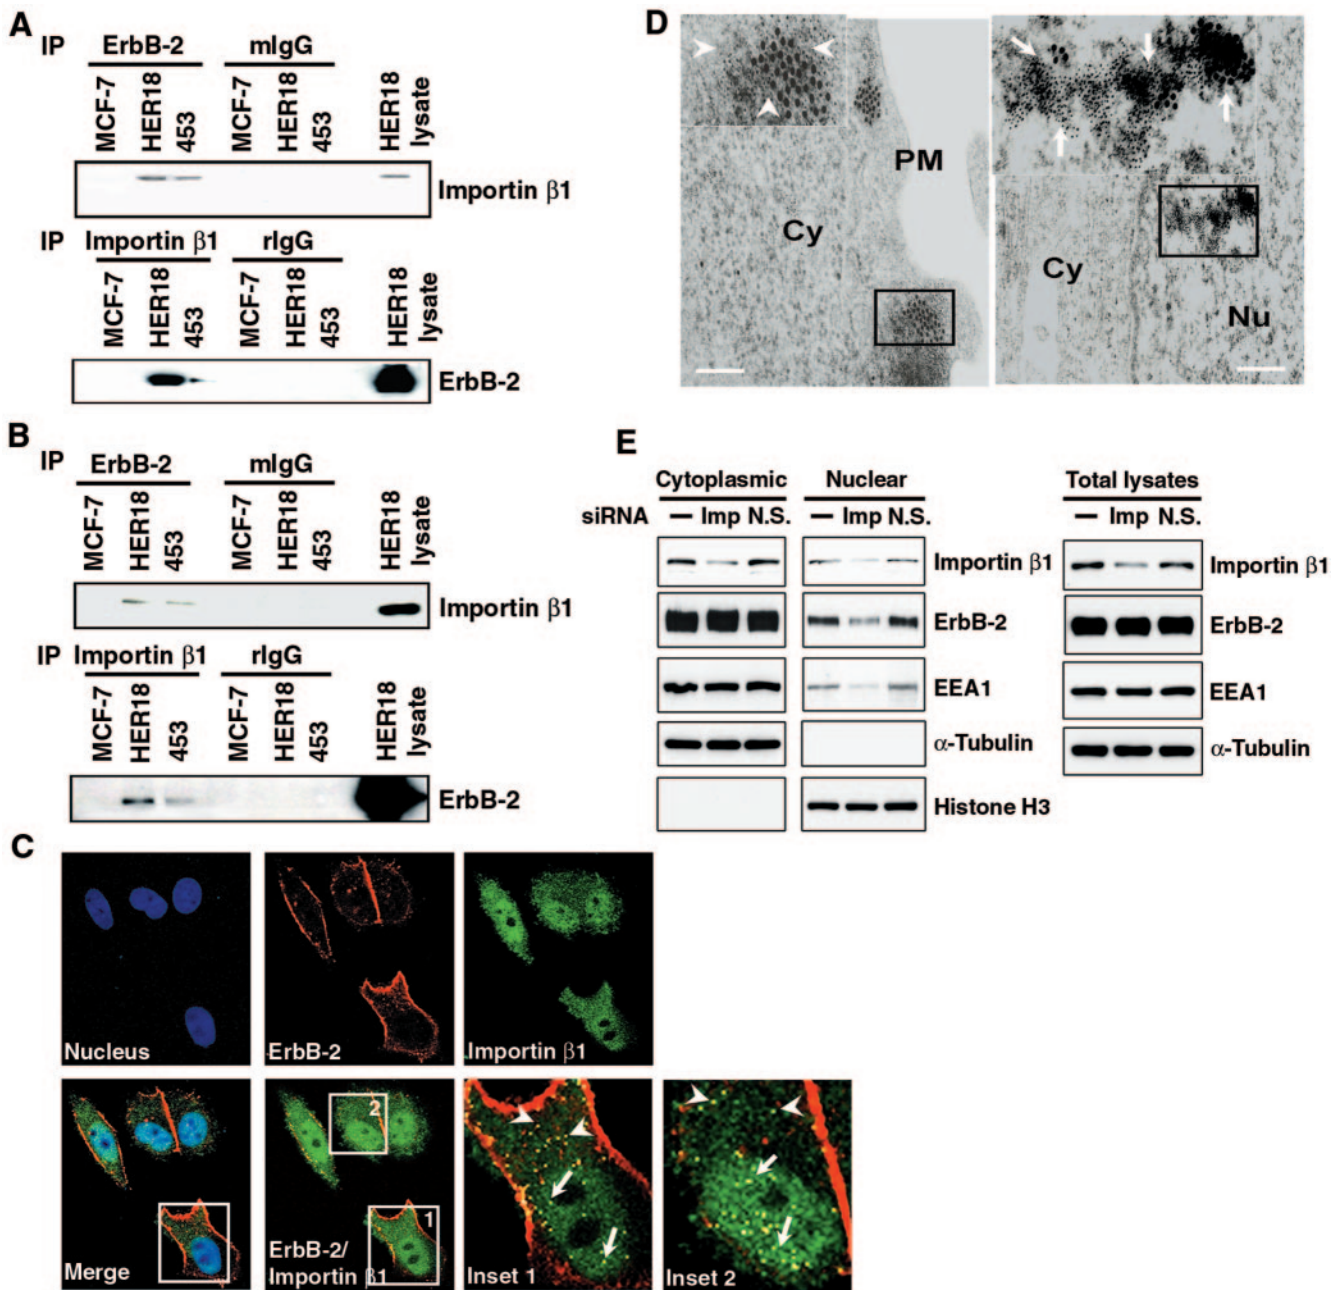 A
IP ErbB-2 mIgG
MCF-7 HER18 453 MCF-7 HER18 453 HER18 lysate
Importin β1
IP Importin β1 rIgG
MCF-7 HER18 453 MCF-7 HER18 453 HER18 lysate
ErbB-2
B
IP ErbB-2 mIgG
MCF-7 HER18 453 MCF-7 HER18 453 HER18 lysate
Importin β1
IP Importin β1 rIgG
MCF-7 HER18 453 MCF-7 HER18 453 HER18 lysate
ErbB-2
C
Nucleus
ErbB-2
Importin β1
Merge
2
1
ErbB-2/
Importin β1
Inset 1
Inset 2
D
PM
Cy
Cy
Nu
E
Cytoplasmic Nuclear Total lysates
siRNA – Imp N.S. – Imp N.S. – Imp N.S.
Importin β1 Importin β1
ErbB-2 ErbB-2
EEA1 EEA1
α-Tubulin α-Tubulin
Histone H3